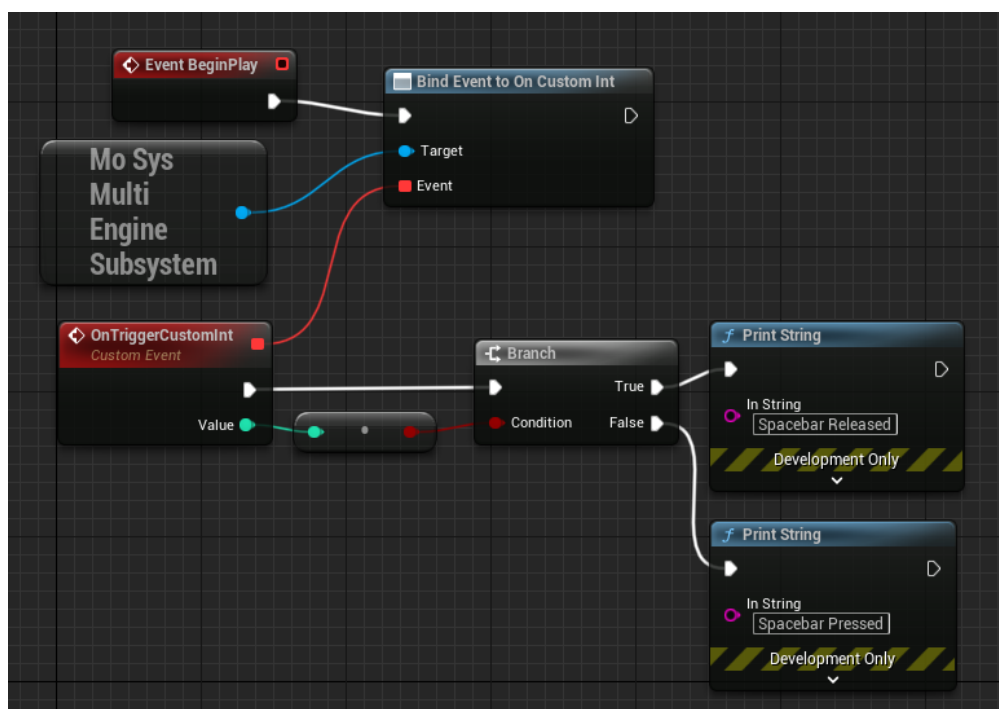 Event BeginPlay
Bind Event to On Custom Int
Target
Event
Mo Sys
Multi
Engine
Subsystem
OnTriggerCustomInt
Custom Event
Value
Branch
True
Condition
False
Print String
In String
Spacebar Released
Development Only
Print String
In String
Spacebar Pressed
Development Only